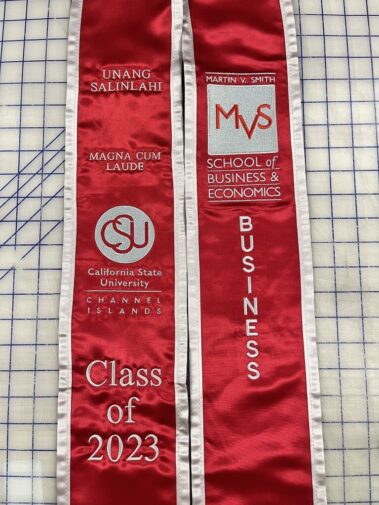 UNANG
SALINLAHI
MAGNA CUM
LAUDE
CSU
California State
University
CHANNEL
ISLANDS
Class
of
2023
MARTIN V. SMITH
MVS
SCHOOL of
BUSINESS &
ECONOMICS
BUSINESS